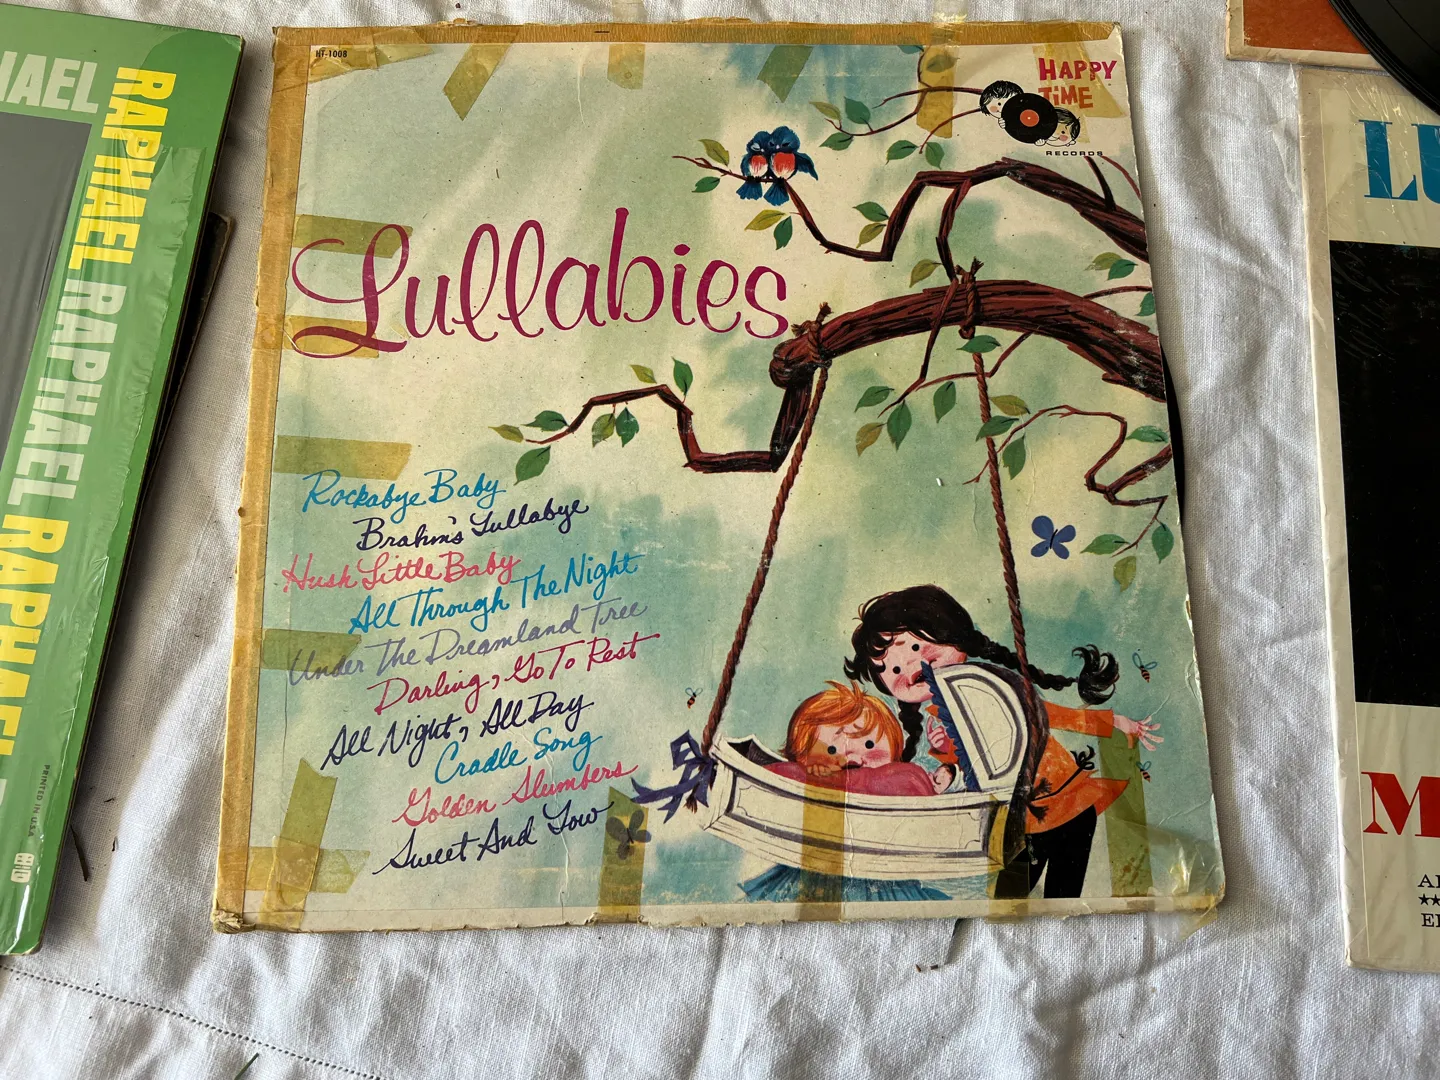 HAEL
RAPHAEL RAPHAEL RAPHAEL RAPHAEL
PRINTED IN U.S.A.
HT-1008
HAPPY
TIME
RECORDS
Lullabies
Rockabye Baby
Brahm's Lullabye
Hush Little Baby
All Through The Night
Under The Dreamland Tree
Darling, Go To Rest
All Night, All Day
Cradle Song
Golden Slumbers
Sweet And Low
LU
M